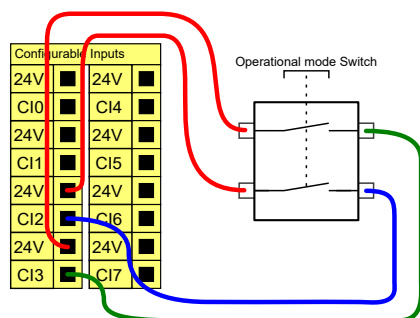 Configurable Inputs
Operational mode Switch
24V 24V
CI0 CI4
24V 24V
CI1 CI5
24V 24V
CI2 CI6
24V 24V
CI3 CI7